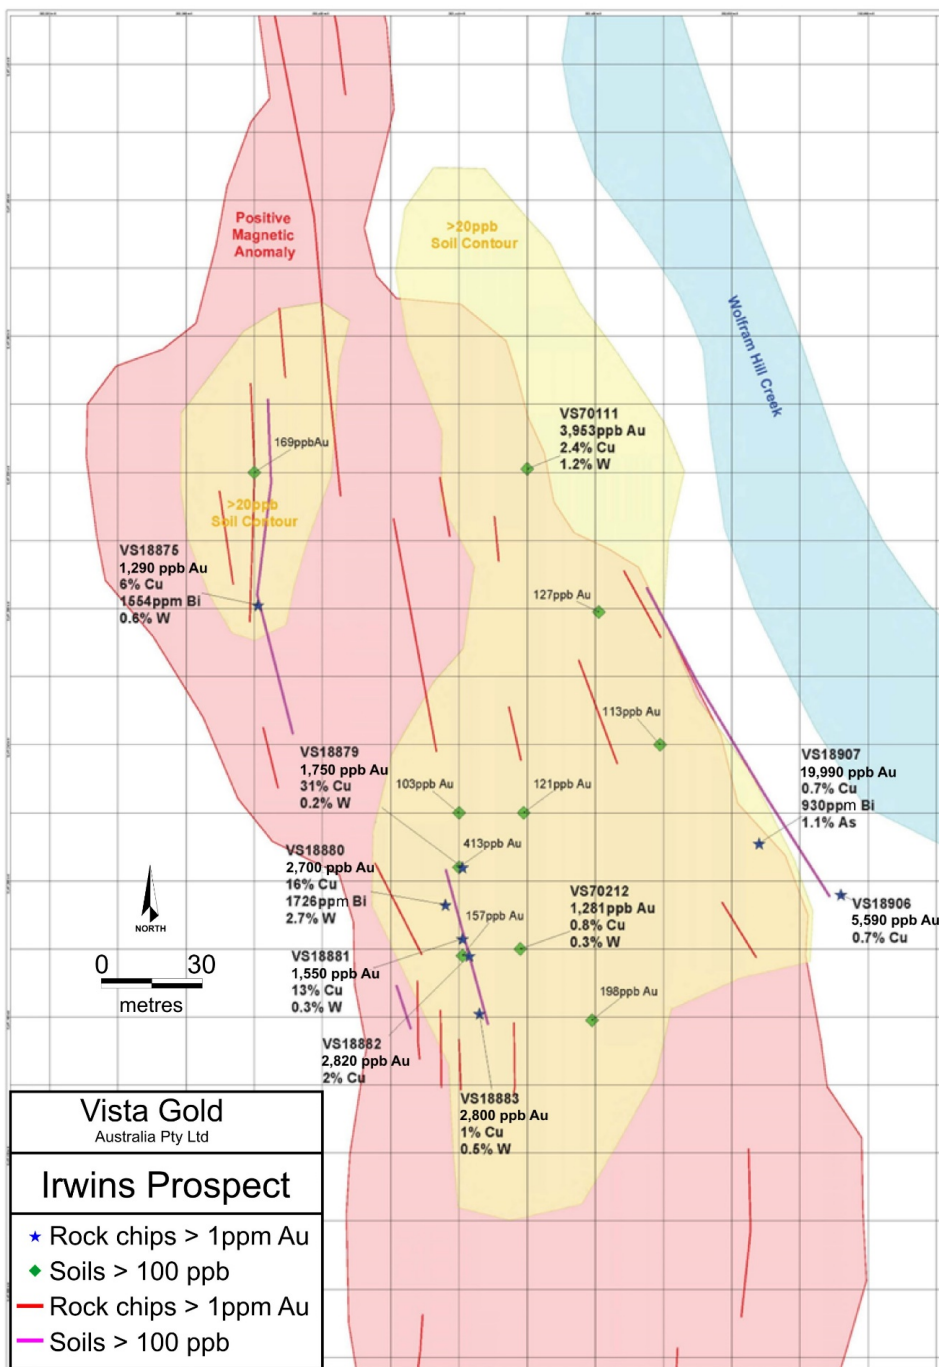 Positive
Magnetic
Anomaly
>20ppb
Soil Contour
Wolfram Hill Creek
VS70111
3,953ppb Au
2.4% Cu
1.2% W
169ppbAu
>20ppb
Soil Contour
VS18875
1,290 ppb Au
6% Cu
1554ppm Bi
0.6% W
127ppb Au
113ppb Au
VS18879
1,750 ppb Au
31% Cu
0.2% W
103ppb Au
121ppb Au
VS18907
19,990 ppb Au
0.7% Cu
930ppm Bi
1.1% As
413ppb Au
VS18880
2,700 ppb Au
16% Cu
1726ppm Bi
2.7% W
VS70212
1,281ppb Au
0.8% Cu
0.3% W
157ppb Au
VS18906
5,590 ppb Au
0.7% Cu
NORTH
0 30
metres
VS18881
1,550 ppb Au
13% Cu
0.3% W
198ppb Au
VS18882
2,820 ppb Au
2% Cu
VS18883
2,800 ppb Au
1% Cu
0.5% W
Vista Gold
Australia Pty Ltd
Irwins Prospect
Rock chips > 1ppm Au
Soils > 100 ppb
Rock chips > 1ppm Au
Soils > 100 ppb